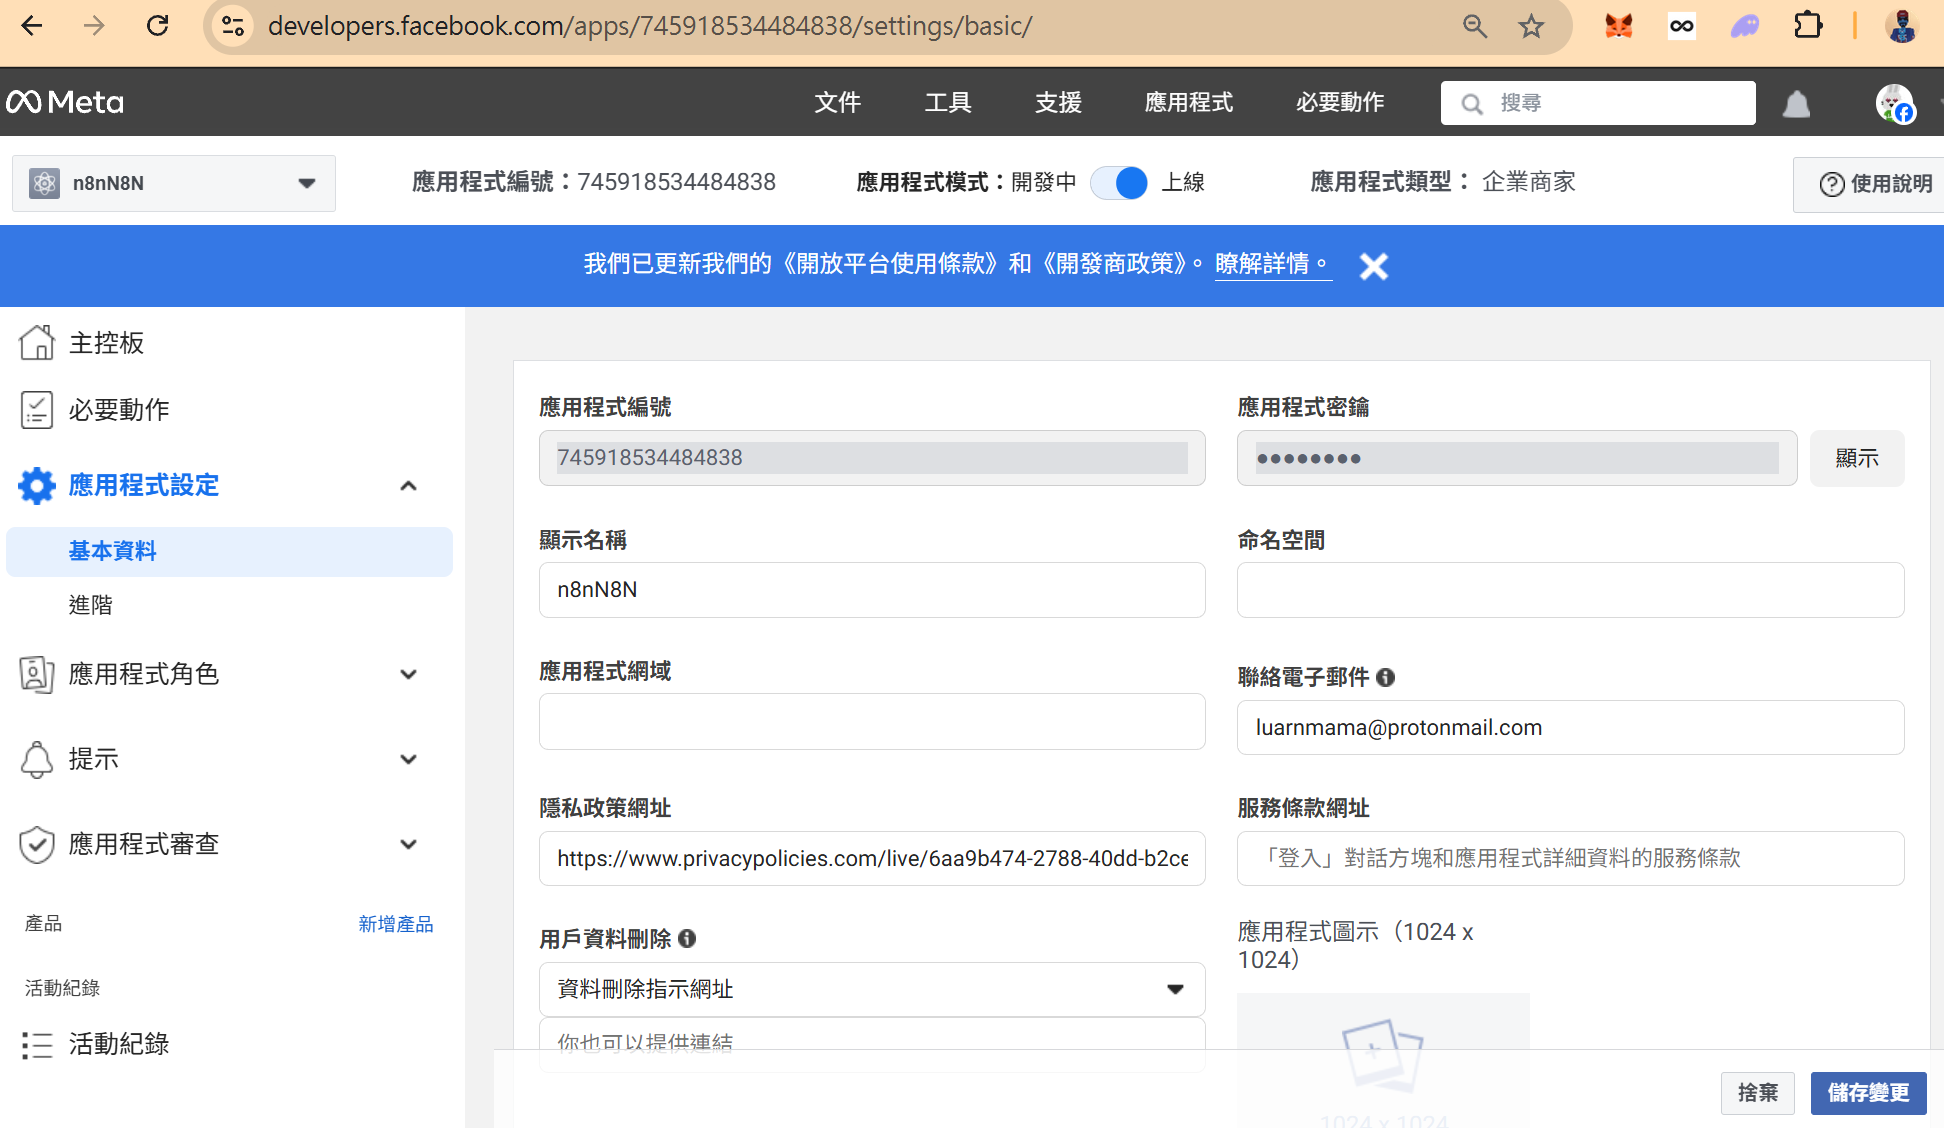 developers.facebook.com/apps/745918534484838/settings/basic/
Meta
文件
工具
支援
應用程式
必要動作
搜尋
n8nN8N
應用程式編號：745918534484838
應用程式模式：開發中
上線
應用程式類型： 企業商家
使用說明
我們已更新我們的《開放平台使用條款》和《開發商政策》。 瞭解詳情。
主控板
必要動作
應用程式設定
基本資料
進階
應用程式角色
提示
應用程式審查
產品
新增產品
活動紀錄
活動紀錄
應用程式編號
745918534484838
應用程式密鑰
●●●●●●●●
顯示
顯示名稱
n8nN8N
命名空間
應用程式網域
聯絡電子郵件
luarnmama@protonmail.com
隱私政策網址
https://www.privacypolicies.com/live/6aa9b474-2788-40dd-b2ce
服務條款網址
「登入」對話方塊和應用程式詳細資料的服務條款
用戶資料刪除
資料刪除指示網址
你也可以提供連結
應用程式圖示（1024 x
1024）
1024 x 1024
捨棄
儲存變更